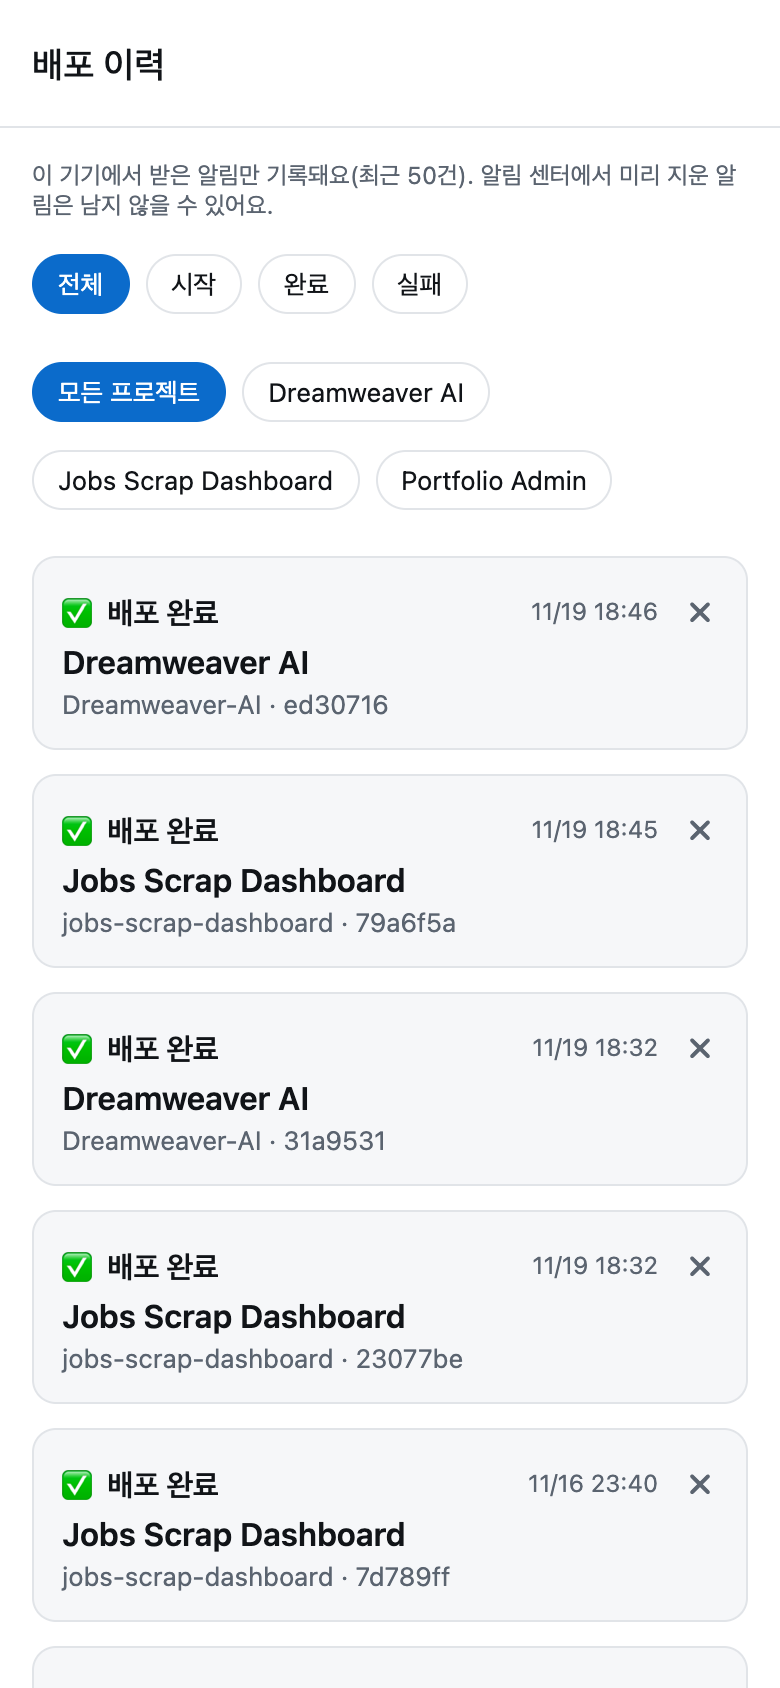 배포 이력
이 기기에서 받은 알림만 기록돼요(최근 50건). 알림 센터에서 미리 지운 알
림은 남지 않을 수 있어요.
전체 시작 완료 실패
모든 프로젝트 Dreamweaver AI
Jobs Scrap Dashboard Portfolio Admin
✅ 배포 완료 11/19 18:46 ✕
Dreamweaver AI
Dreamweaver-AI · ed30716
✅ 배포 완료 11/19 18:45 ✕
Jobs Scrap Dashboard
jobs-scrap-dashboard · 79a6f5a
✅ 배포 완료 11/19 18:32 ✕
Dreamweaver AI
Dreamweaver-AI · 31a9531
✅ 배포 완료 11/19 18:32 ✕
Jobs Scrap Dashboard
jobs-scrap-dashboard · 23077be
✅ 배포 완료 11/16 23:40 ✕
Jobs Scrap Dashboard
jobs-scrap-dashboard · 7d789ff